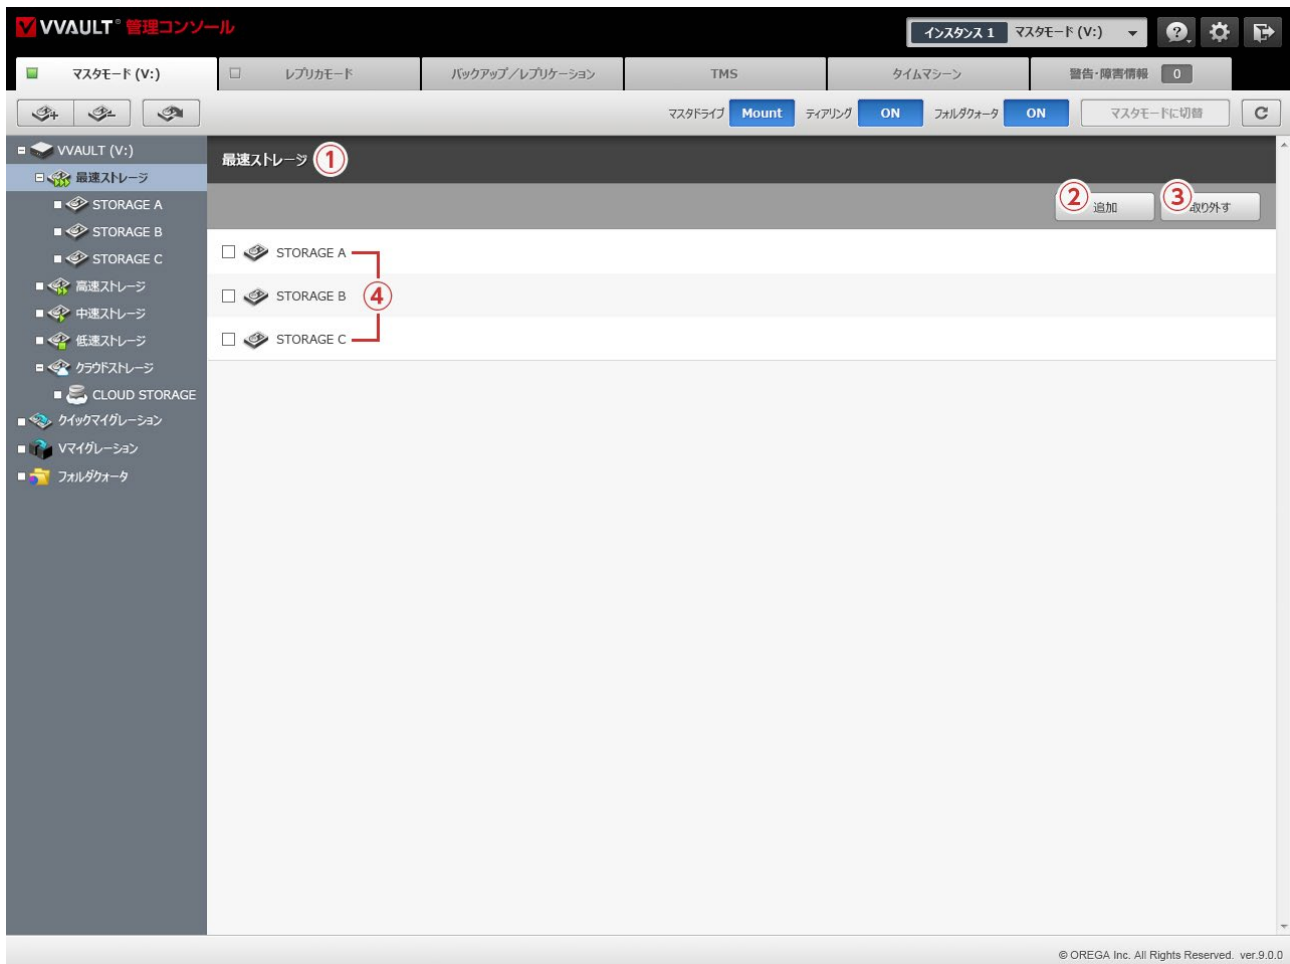 VVAULT® 管理コンソール
インスタンス 1 マスタモード (V:)
マスタモード (V:) レプリカモード バックアップ/レプリケーション TMS タイムマシーン 警告・障害情報 0
マスタドライブ Mount ティアリング ON フォルダクォータ ON マスタモードに切替
VVAULT (V:)
最速ストレージ
STORAGE A
STORAGE B
STORAGE C
高速ストレージ
中速ストレージ
低速ストレージ
クラウドストレージ
CLOUD STORAGE
クイックマイグレーション
Vマイグレーション
フォルダクォータ
最速ストレージ ①
② 追加 ③ 取り外す
STORAGE A
STORAGE B ④
STORAGE C
© OREGA Inc. All Rights Reserved. ver.9.0.0